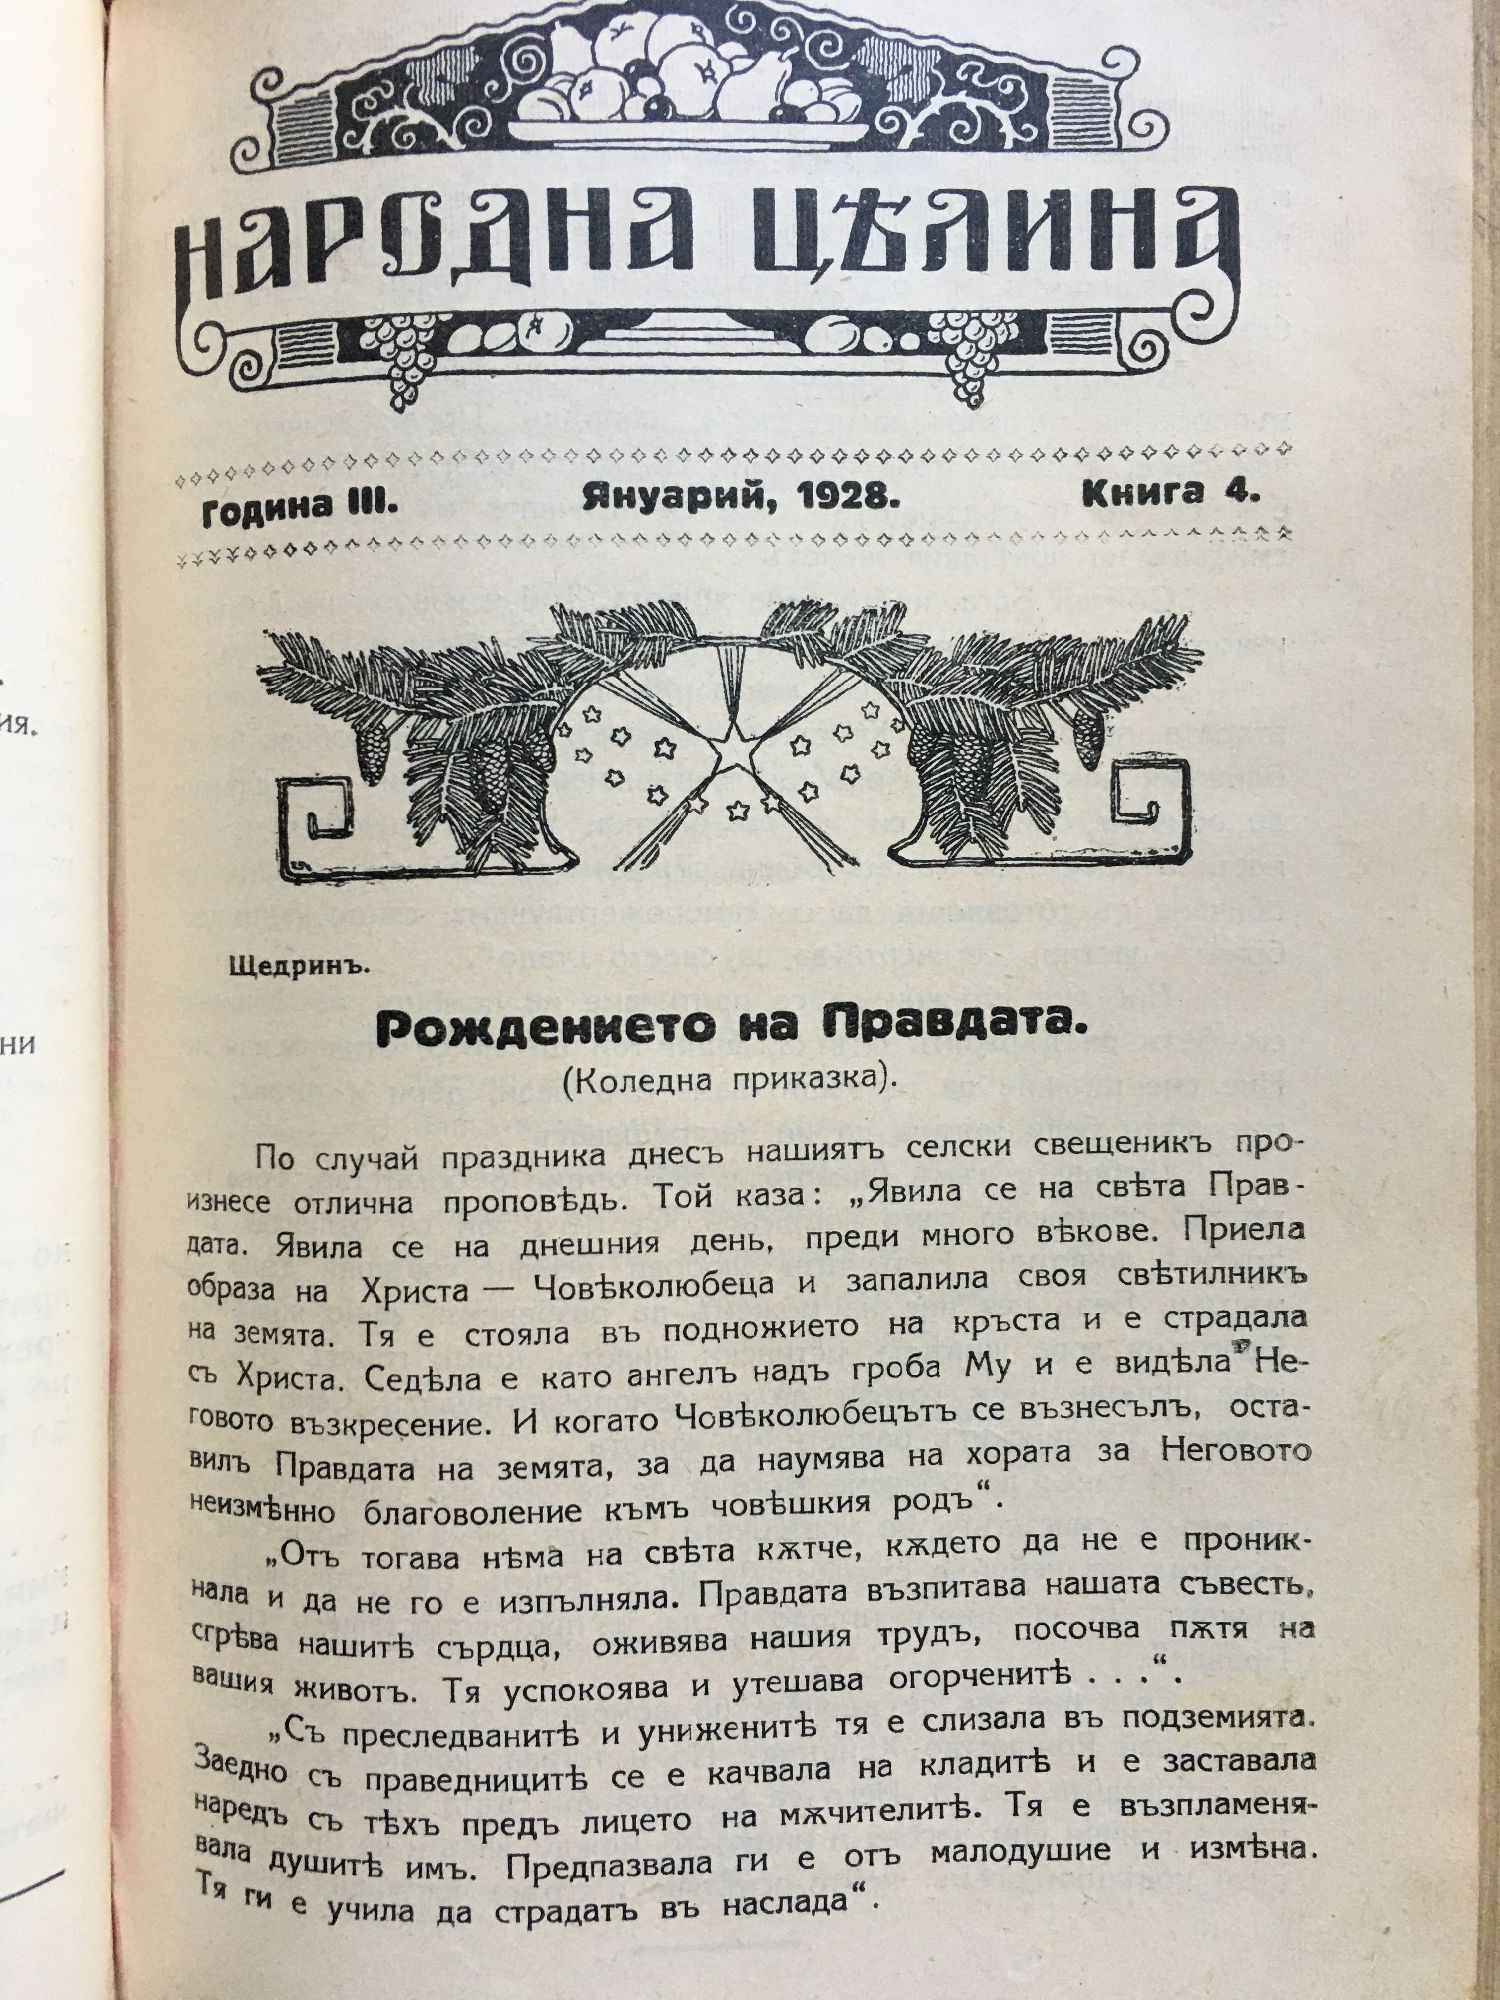 НАРОДНА ЦѢЛИНА
Година III.
Януарий, 1928.
Книга 4.
Щедринъ.
Рождението на Правдата.
(Коледна приказка).
По случай праздника днесъ нашиятъ селски свещеникъ про-
изнесе отлична проповѣдь. Той каза: „Явила се на свѣта Прав-
дата. Явила се на днешния день, преди много вѣкове. Приела
образа на Христа — Човѣколюбеца и запалила своя свѣтилникъ
на земята. Тя е стояла въ подножието на кръста и е страдала
съ Христа. Седѣла е като ангелъ надъ гроба Му и е видѣла Не-
говото възкресение. И когато Човѣколюбецътъ се възнесълъ, оста-
вилъ Правдата на земята, за да наумява на хората за Неговото
неизмѣнно благоволение къмъ човѣшкия родъ“.
„Отъ тогава нѣма на свѣта кѫтче, кѫдето да не е проник-
нала и да не го е изпълняла. Правдата възпитава нашата съвесть,
сгрѣва нашитѣ сърдца, оживява нашия трудъ, посочва пѫтя на
вашия животъ. Тя успокоява и утешава огорченитѣ . . .“.
„Съ преследванитѣ и унижeнитѣ тя е слизала въ подземията.
Заедно съ праведницитѣ се е качвала на кладитѣ и е заставала
наредъ съ тѣхъ предъ лицето на мѫчителитѣ. Тя е възпламеня-
вала душитѣ имъ. Предпазвала ги е отъ малодушие и измѣна.
Тя ги е учила да страдатъ въ наслада“.
ия.
ни